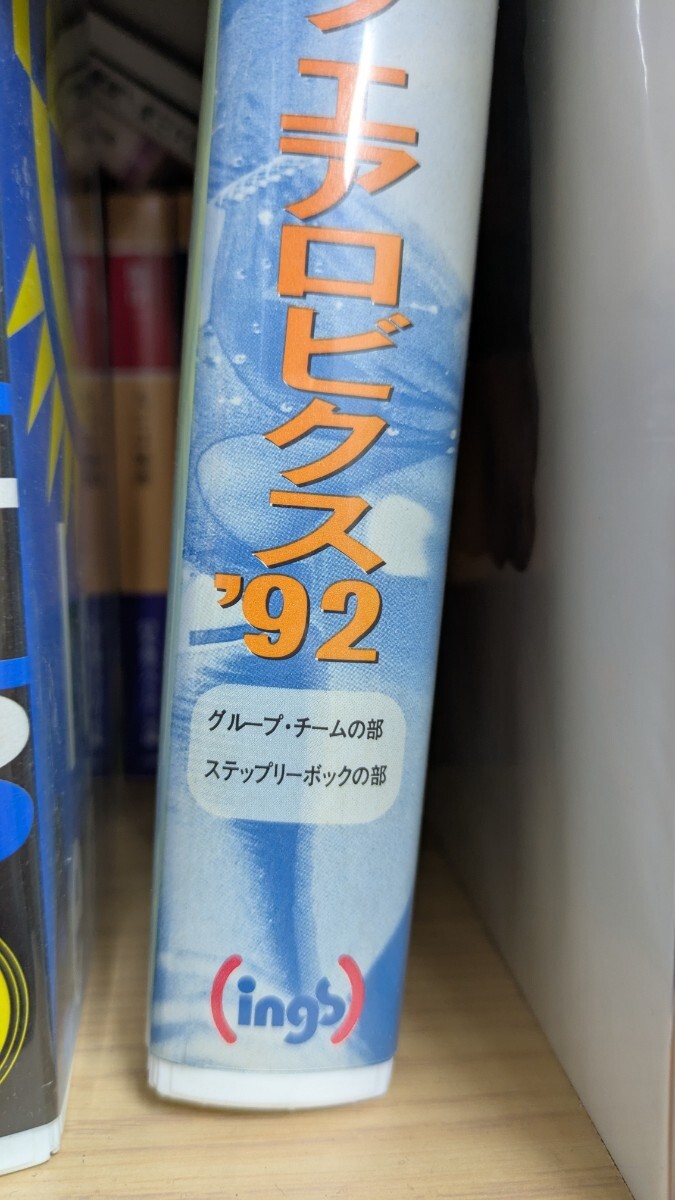 エアロビクス
'92
グループ・チームの部
ステップリーボックの部
(ings)